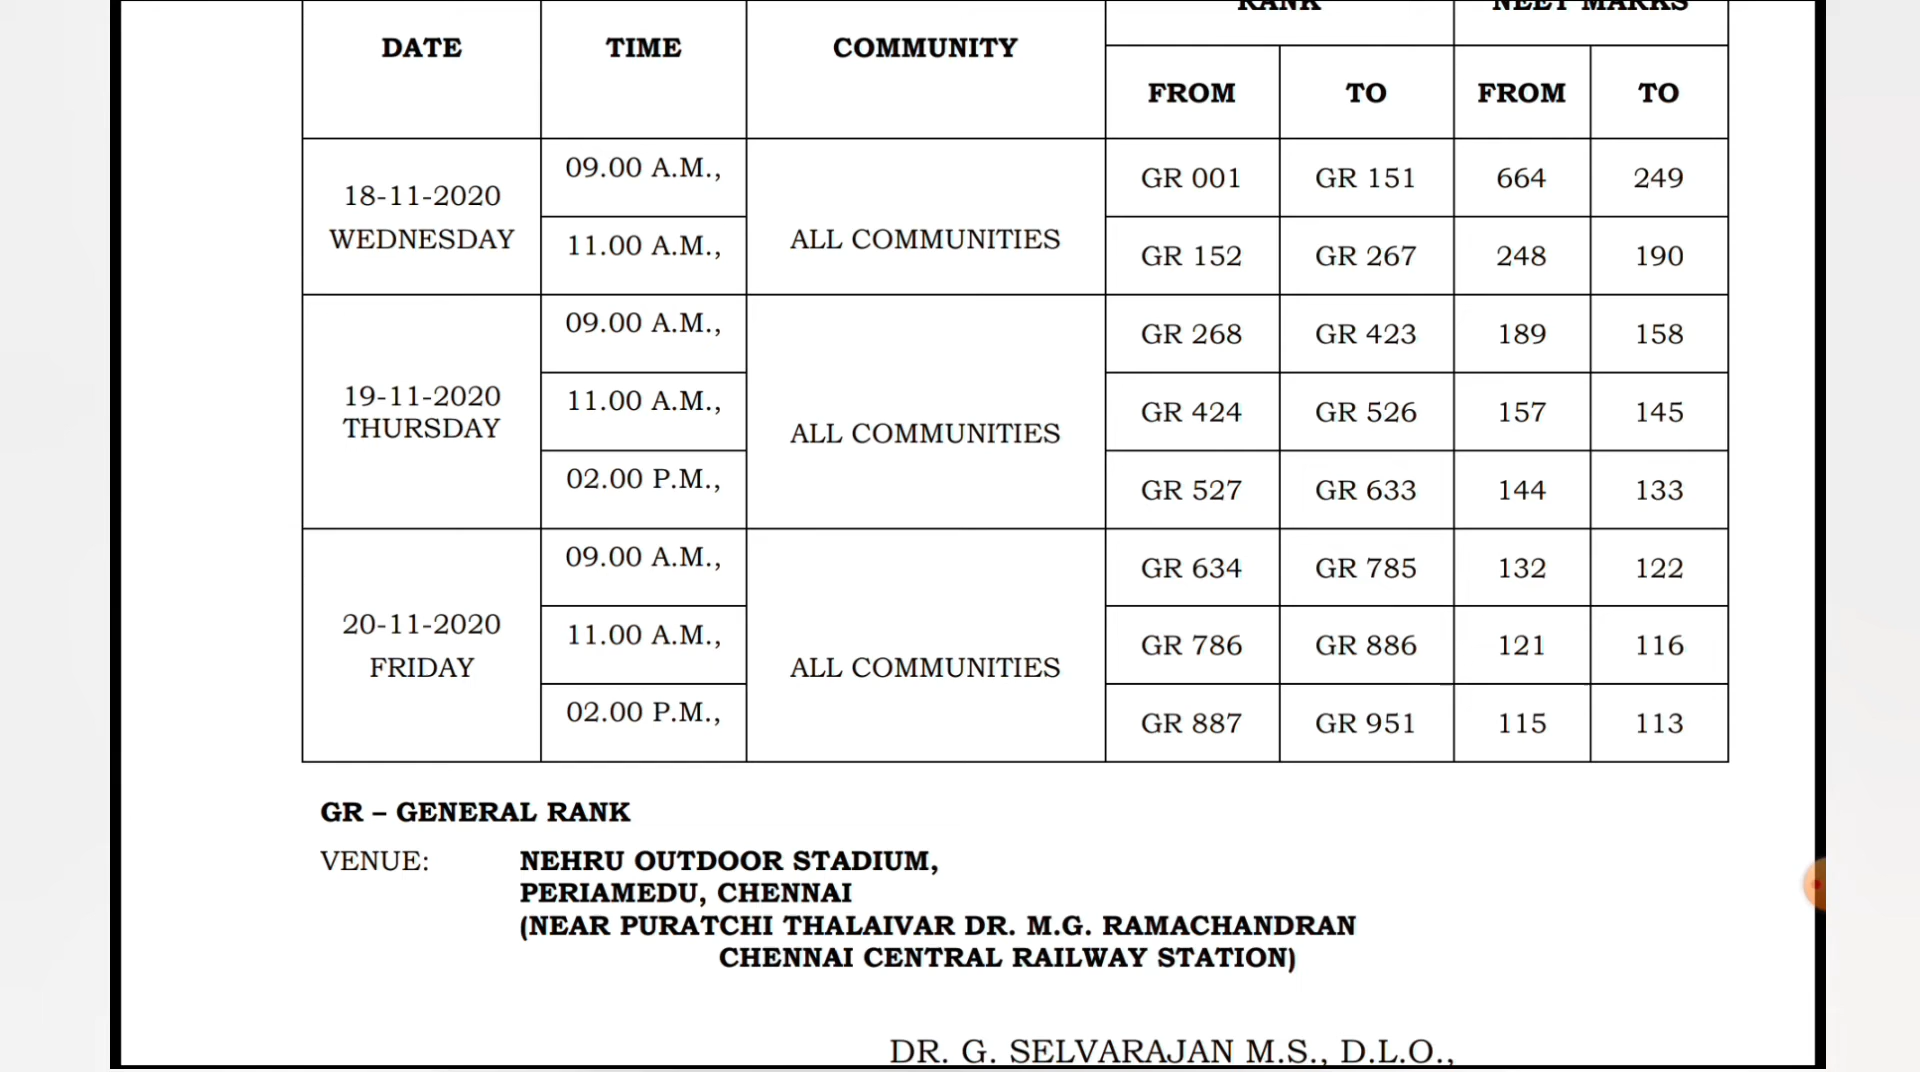 RANK NEET MARKS
DATE TIME COMMUNITY
FROM TO FROM TO
09.00 A.M., GR 001 GR 151 664 249
18-11-2020
WEDNESDAY ALL COMMUNITIES
11.00 A.M., GR 152 GR 267 248 190
09.00 A.M., GR 268 GR 423 189 158
19-11-2020 11.00 A.M., GR 424 GR 526 157 145
THURSDAY ALL COMMUNITIES
02.00 P.M., GR 527 GR 633 144 133
09.00 A.M., GR 634 GR 785 132 122
20-11-2020 11.00 A.M., GR 786 GR 886 121 116
FRIDAY ALL COMMUNITIES
02.00 P.M., GR 887 GR 951 115 113
GR – GENERAL RANK
VENUE: NEHRU OUTDOOR STADIUM,
PERIAMEDU, CHENNAI
(NEAR PURATCHI THALAIVAR DR. M.G. RAMACHANDRAN
CHENNAI CENTRAL RAILWAY STATION)
DR. G. SELVARAJAN M.S., D.L.O.,